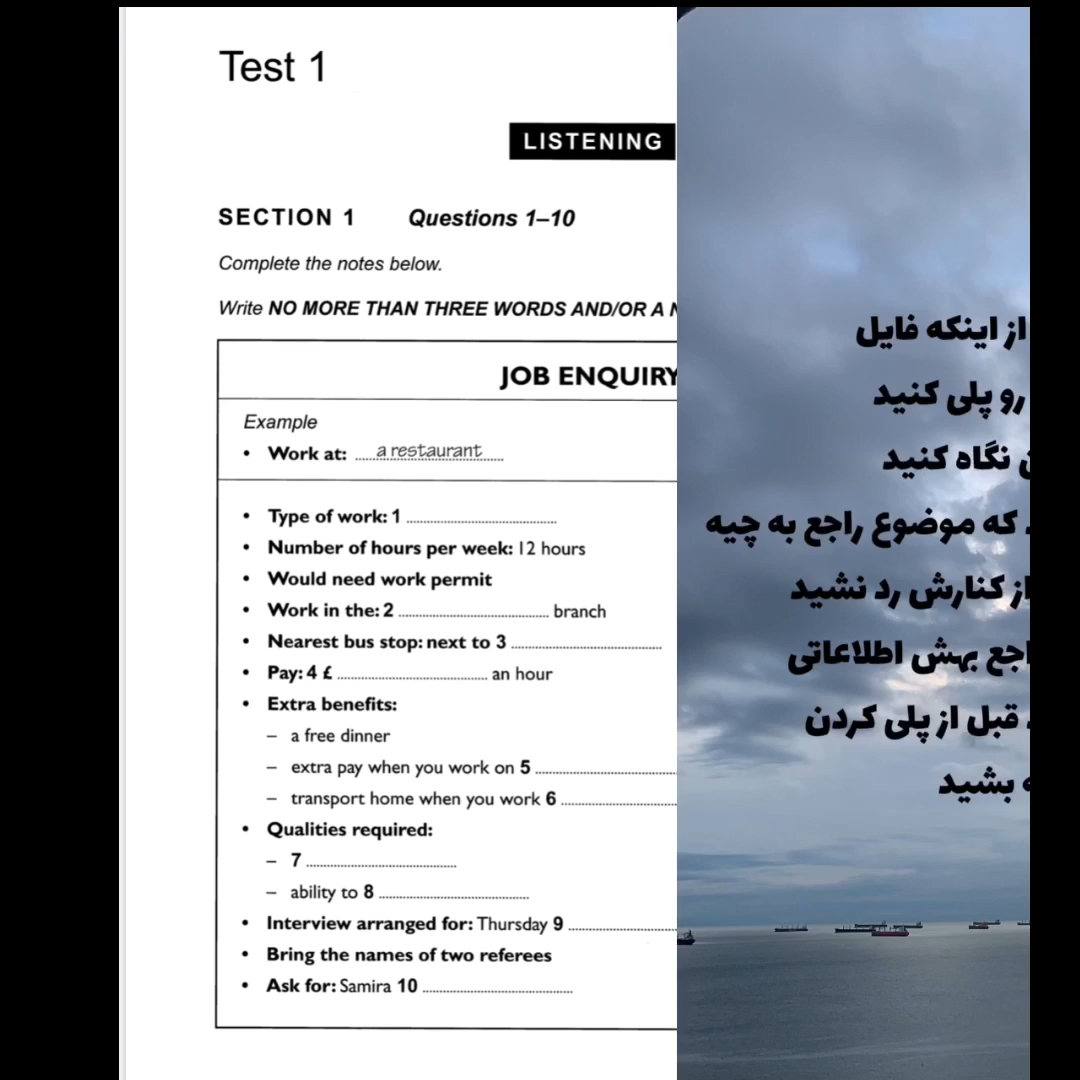 Test 1
LISTENING
SECTION 1 Questions 1–10
Complete the notes below.
Write NO MORE THAN THREE WORDS AND/OR A
JOB ENQUIRY
Example
• Work at: a restaurant
• Type of work: 1 ....................
• Number of hours per week: 12 hours
• Would need work permit
• Work in the: 2 .................... branch
• Nearest bus stop: next to 3 ....................
• Pay: 4 £ .................... an hour
• Extra benefits:
– a free dinner
– extra pay when you work on 5 ....................
– transport home when you work 6 ....................
• Qualities required:
– 7 ....................
– ability to 8 ....................
• Interview arranged for: Thursday 9 ....................
• Bring the names of two referees
• Ask for: Samira 10 ....................
از اینکه فایل
رو پلی کنید
نگاه کنید
که موضوع راجع به چیه
از کنارش رد نشید
بهش اطلاعاتی
قبل از پلی کردن
بشید